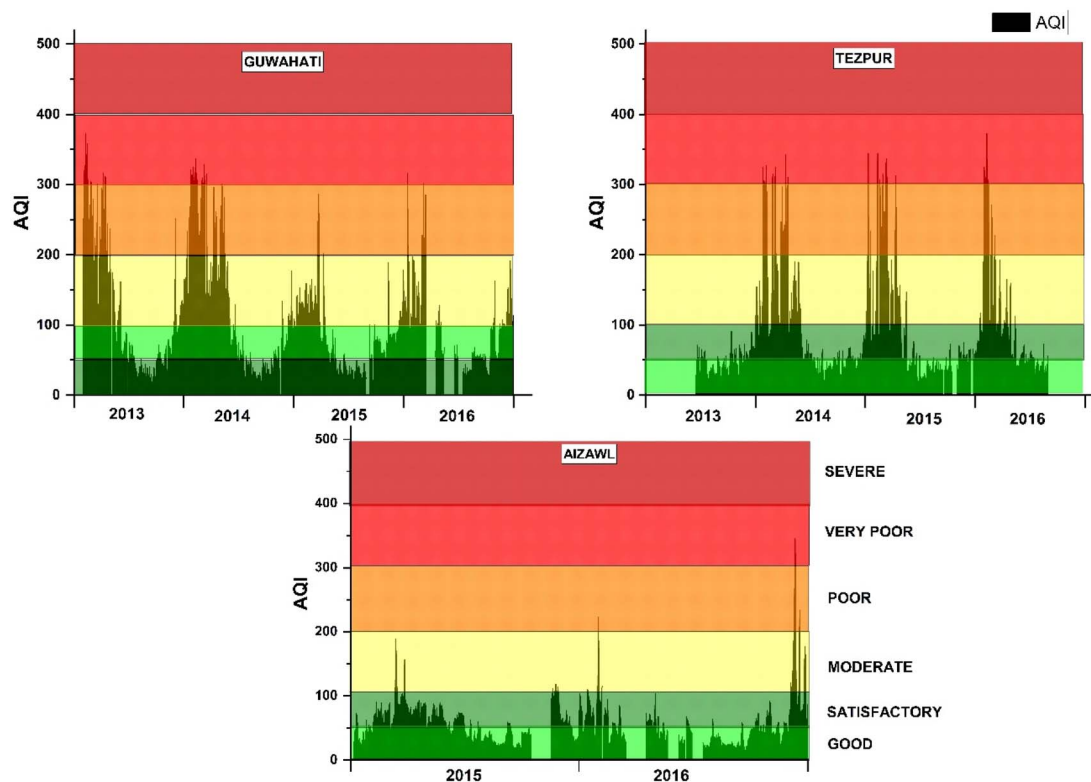 AQI
GUWAHATI
500
400
300
200
100
0
AQI
2013
2014
2015
2016
TEZPUR
500
400
300
200
100
0
AQI
2013
2014
2015
2016
AIZAWL
500
400
300
200
100
0
AQI
2015
2016
SEVERE
VERY POOR
POOR
MODERATE
SATISFACTORY
GOOD